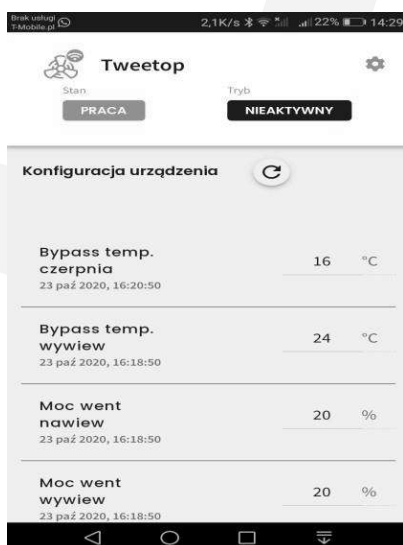 Brak usługi
T-Mobile.pl
2,1K/s 22% 14:29
Tweetop
Stan Tryb
PRACA NIEAKTYWNY
Konfiguracja urządzenia
Bypass temp.
czerpnia
16 °C
23 paź 2020, 16:20:50
Bypass temp.
wywiew
24 °C
23 paź 2020, 16:18:50
Moc went
nawiew
20 %
23 paź 2020, 16:18:50
Moc went
wywiew
20 %
23 paź 2020, 16:18:50